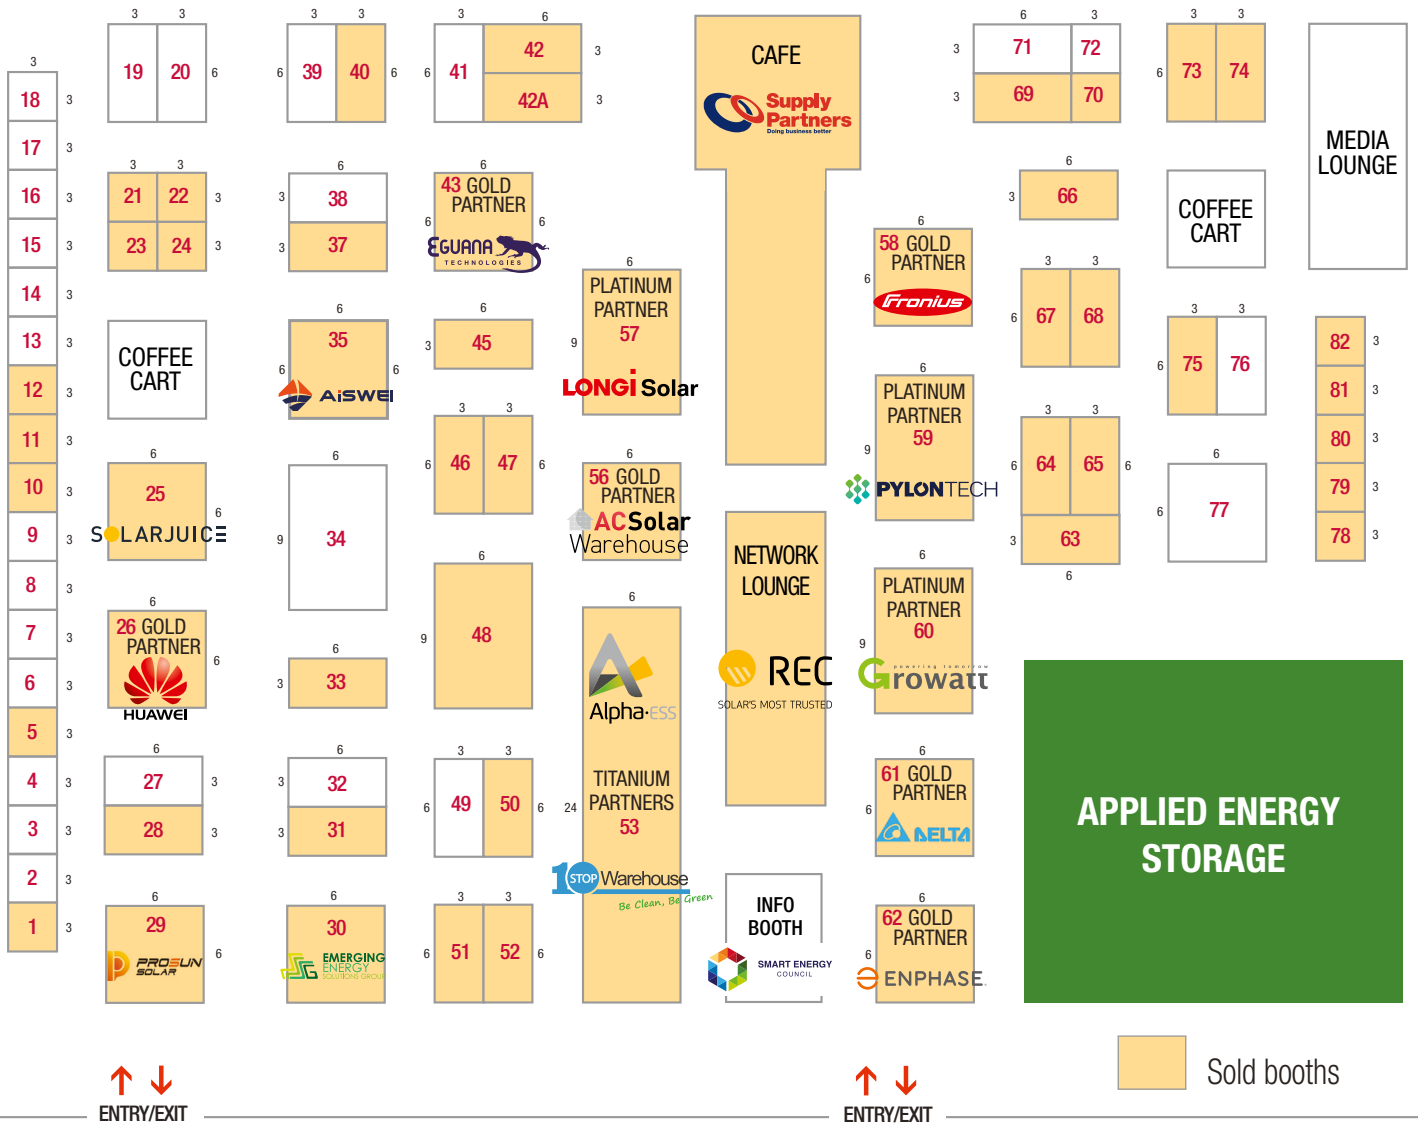 3 3
3 3
3
6
6
3
3 3
3
19
20
6
6
39
40
6
6
41
42
3
42A
3
CAFE
Supply
Partners
Doing business better
3
71
72
3
69
70
6
73
74
MEDIA
LOUNGE
18 3
17 3
16 3
15 3
14 3
13 3
12 3
11 3
10 3
9 3
8 3
7 3
6 3
5 3
4 3
3 3
2 3
1 3
3 3
21
22
3
23
24
3
COFFEE
CART
6
25
SOLARJUICE
6
6
26 GOLD
PARTNER
HUAWEI
6
6
27
3
28
3
6
29
PROSUN
SOLAR
6
6
3
38
3
37
6
35
6
6
AiSWEI
6
34
9
6
3
33
6
3
32
3
31
6
30
EMERGING
ENERGY
SOLUTIONS GROUP
6
43 GOLD
PARTNER
6
6
EGUANA
TECHNOLOGIES
6
3
45
3 3
6
46
47
6
6
9
48
3 3
6
49
50
6
3 3
6
51
52
6
6
PLATINUM
PARTNER
57
9
LONGi Solar
56 GOLD
PARTNER
ACSolar
Warehouse
6
Alpha·ESS
24
TITANIUM
PARTNERS
53
1 STOP Warehouse
Be Clean, Be Green
NETWORK
LOUNGE
REC
SOLAR'S MOST TRUSTED
INFO
BOOTH
SMART ENERGY
COUNCIL
6
58 GOLD
PARTNER
6
Fronius
6
PLATINUM
PARTNER
59
9
PYLONTECH
6
PLATINUM
PARTNER
60
9
powering tomorrow
Growatt
6
61 GOLD
PARTNER
6
DELTA
6
62 GOLD
PARTNER
6
ENPHASE
6
3
66
3 3
6
67
68
3 3
6
64
65
6
3
63
6
COFFEE
CART
3 3
6
75
76
6
6
77
82 3
81 3
80 3
79 3
78 3
APPLIED ENERGY
STORAGE
Sold booths
ENTRY/EXIT
ENTRY/EXIT